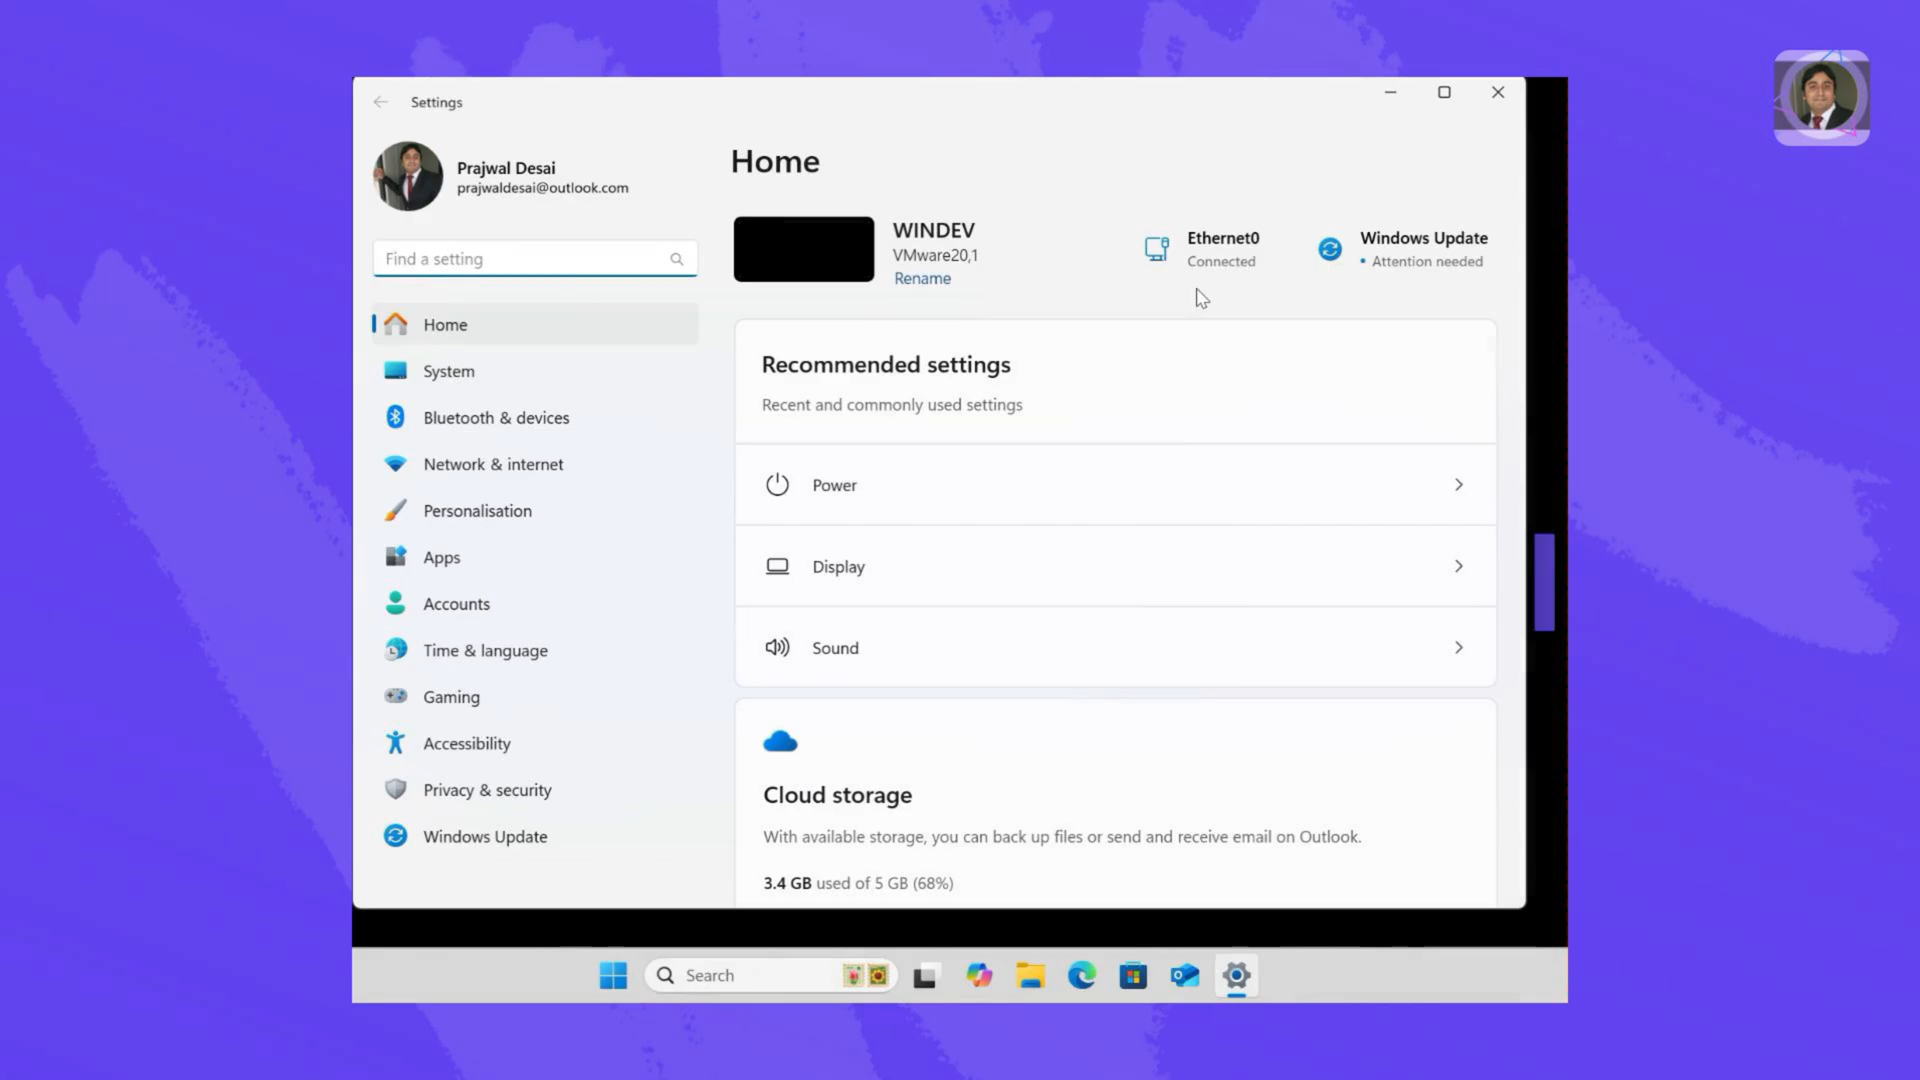 Settings
Prajwal Desai
prajwaldesai@outlook.com
Find a setting
Home
System
Bluetooth & devices
Network & internet
Personalisation
Apps
Accounts
Time & language
Gaming
Accessibility
Privacy & security
Windows Update
Home
WINDEV
VMware20,1
Rename
Ethernet0
Connected
Windows Update
• Attention needed
Recommended settings
Recent and commonly used settings
Power
Display
Sound
Cloud storage
With available storage, you can back up files or send and receive email on Outlook.
3.4 GB used of 5 GB (68%)
Search